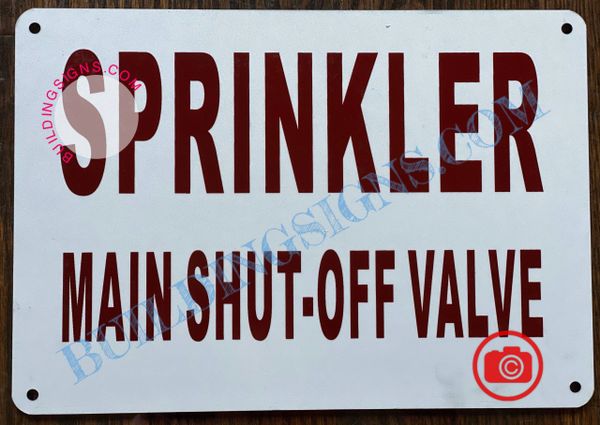 SPRINKLER
MAIN SHUT-OFF VALVE
BUILDINGSIGNS.COM
BUILDINGSIGNS.COM
S